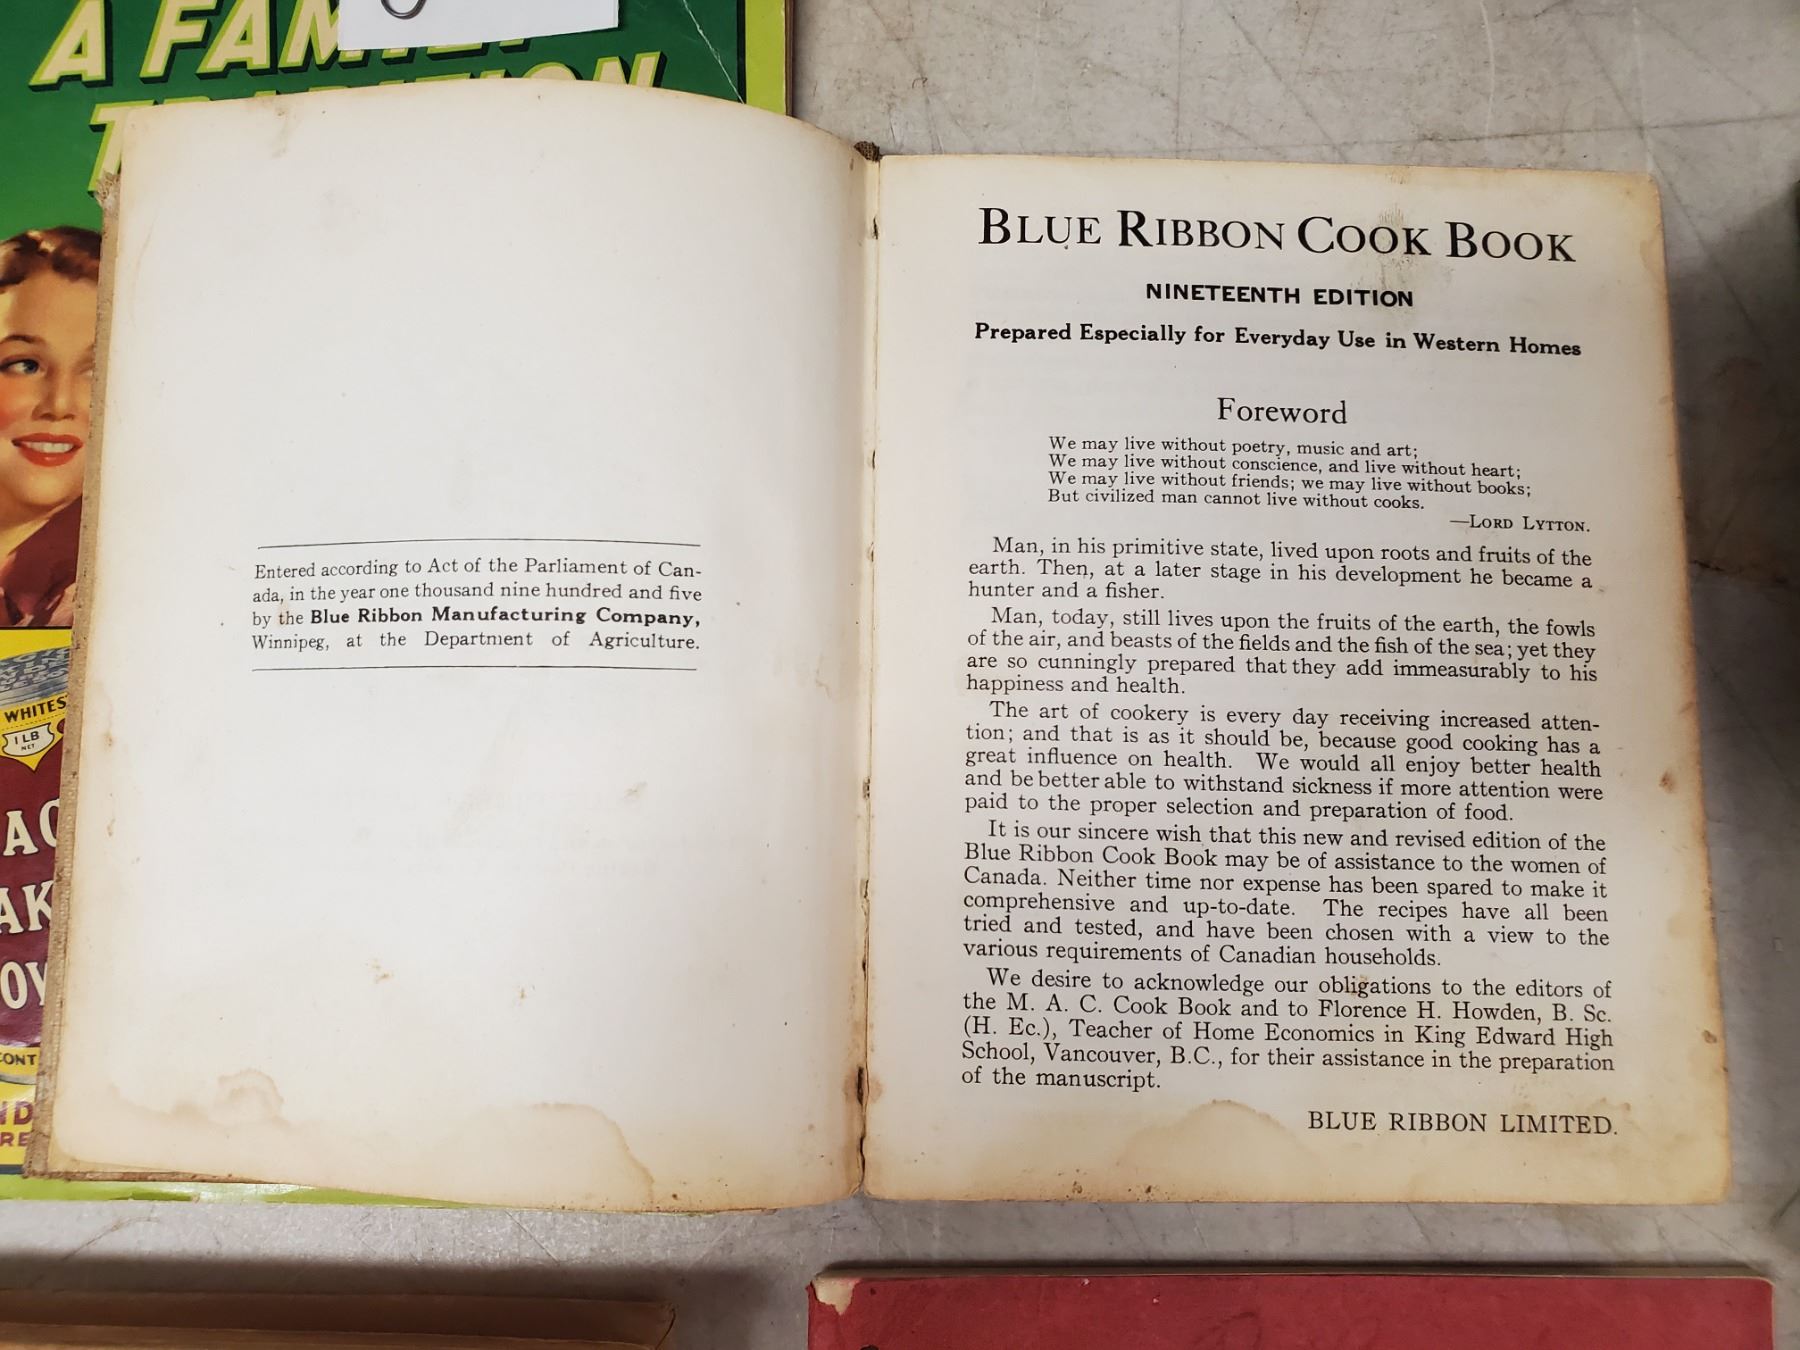 A FAMILY
TRADITION
WHITES
1 LB
NET
Entered according to Act of the Parliament of Can-
ada, in the year one thousand nine hundred and five
by the Blue Ribbon Manufacturing Company,
Winnipeg, at the Department of Agriculture.
BLUE RIBBON COOK BOOK
NINETEENTH EDITION
Prepared Especially for Everyday Use in Western Homes
Foreword
We may live without poetry, music and art;
We may live without conscience, and live without heart;
We may live without friends; we may live without books;
But civilized man cannot live without cooks.
—LORD LYTTON.
Man, in his primitive state, lived upon roots and fruits of the
earth. Then, at a later stage in his development he became a
hunter and a fisher.
Man, today, still lives upon the fruits of the earth, the fowls
of the air, and beasts of the fields and the fish of the sea; yet they
are so cunningly prepared that they add immeasurably to his
happiness and health.
The art of cookery is every day receiving increased atten-
tion; and that is as it should be, because good cooking has a
great influence on health. We would all enjoy better health
and be better able to withstand sickness if more attention were
paid to the proper selection and preparation of food.
It is our sincere wish that this new and revised edition of the
Blue Ribbon Cook Book may be of assistance to the women of
Canada. Neither time nor expense has been spared to make it
comprehensive and up-to-date. The recipes have all been
tried and tested, and have been chosen with a view to the
various requirements of Canadian households.
We desire to acknowledge our obligations to the editors of
the M. A. C. Cook Book and to Florence H. Howden, B. Sc.
(H. Ec.), Teacher of Home Economics in King Edward High
School, Vancouver, B.C., for their assistance in the preparation
of the manuscript.
BLUE RIBBON LIMITED.